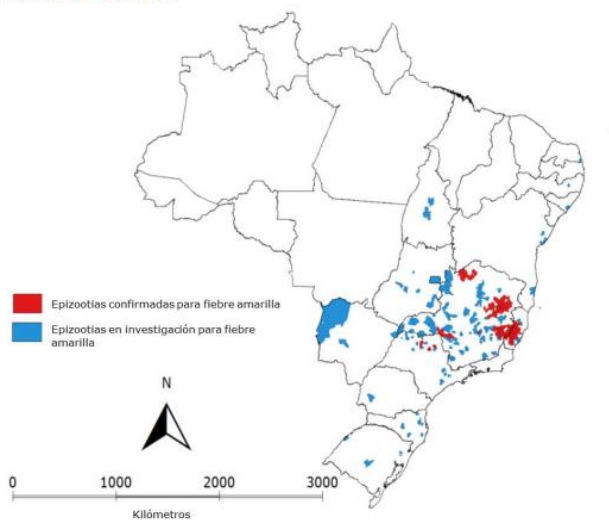 Epizootias confirmadas para fiebre amarilla
Epizootias en investigación para fiebre
amarilla
N
0 1000 2000 3000
Kilómetros